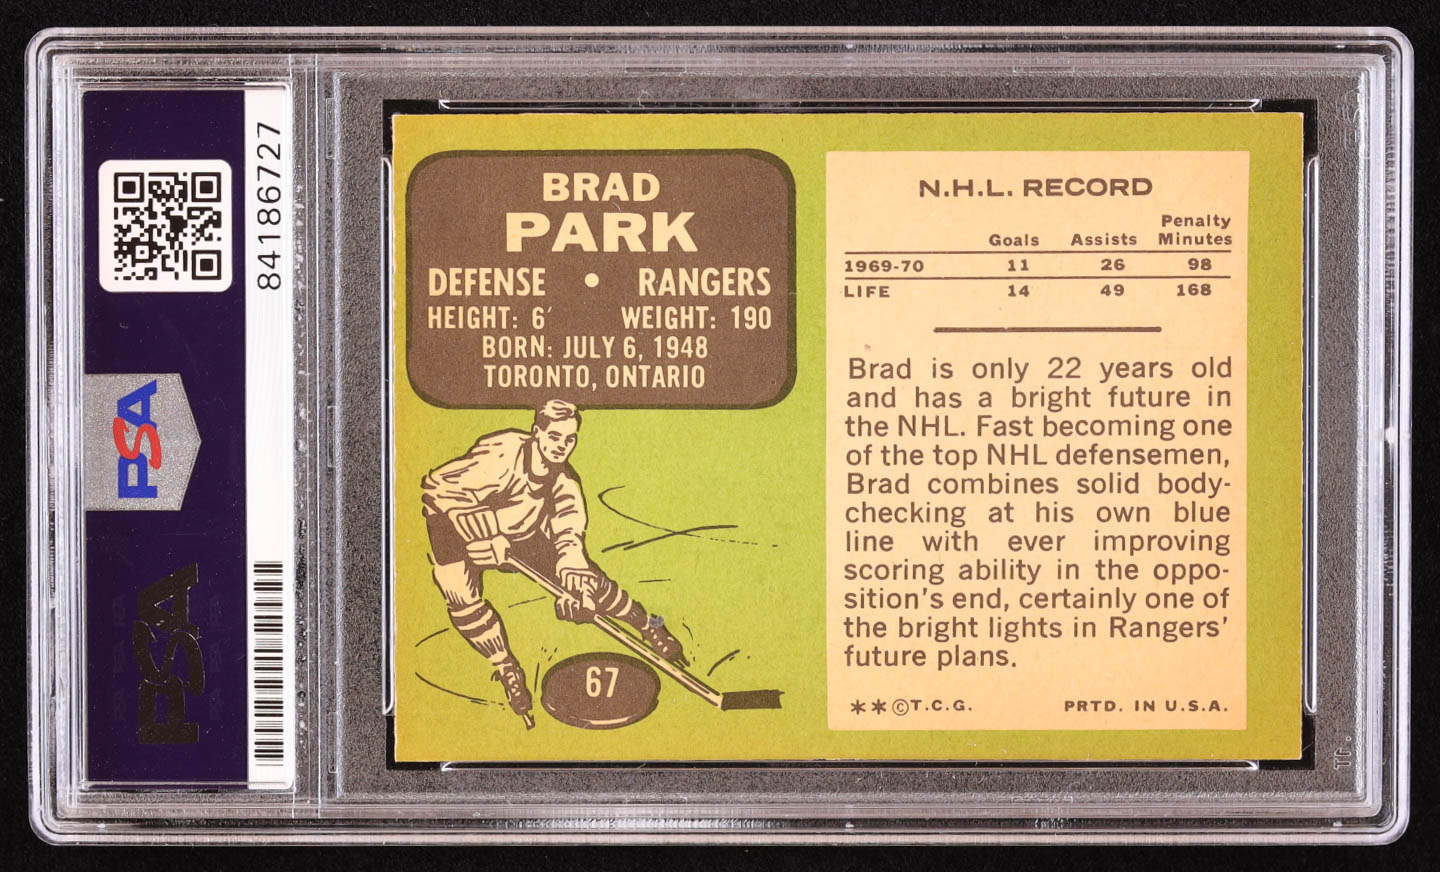 84186727
PSA
PSA
BRAD
PARK
DEFENSE • RANGERS
HEIGHT: 6' WEIGHT: 190
BORN: JULY 6, 1948
TORONTO, ONTARIO
67
N.H.L. RECORD
Goals Assists Penalty Minutes
1969-70 11 26 98
LIFE 14 49 168
Brad is only 22 years old
and has a bright future in
the NHL. Fast becoming one
of the top NHL defensemen,
Brad combines solid body-
checking at his own blue
line with ever improving
scoring ability in the oppo-
sition's end, certainly one of
the bright lights in Rangers'
future plans.
**©T.C.G. PRTD. IN U.S.A.